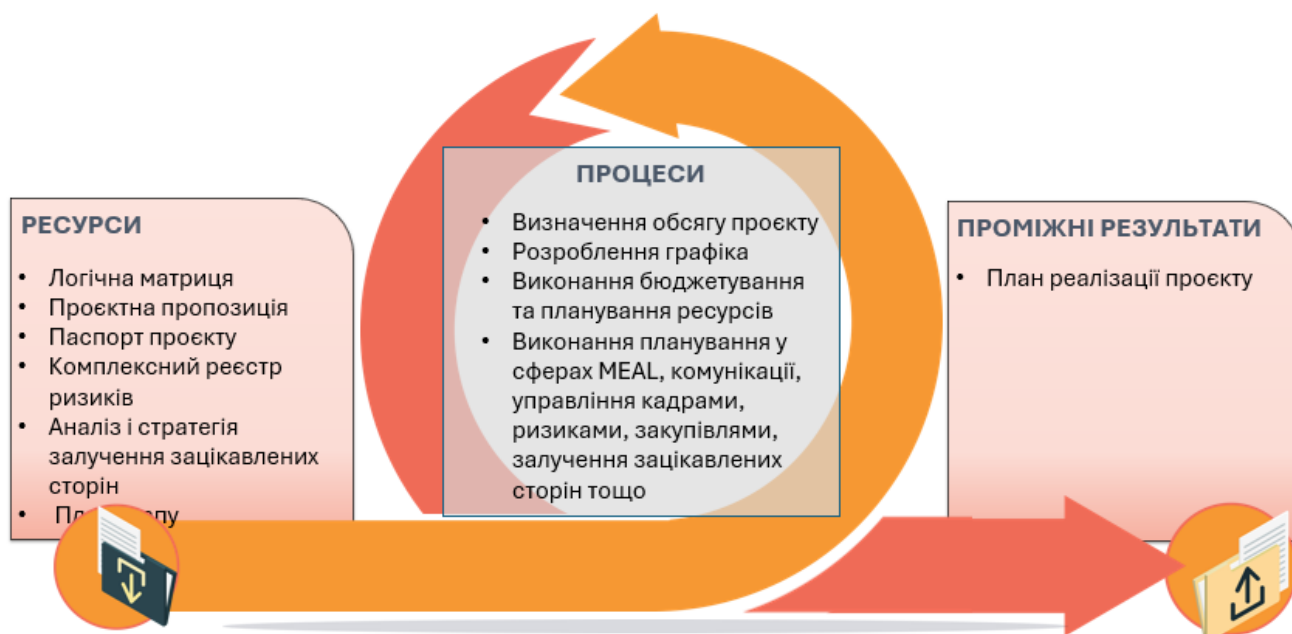 РЕСУРСИ
• Логічна матриця
• Проєктна пропозиція
• Паспорт проєкту
• Комплексний реєстр
ризиків
• Аналіз і стратегія
залучення зацікавлених
сторін
•
ПРОЦЕСИ
• Визначення обсягу проєкту
• Розроблення графіка
• Виконання бюджетування
та планування ресурсів
• Виконання планування у
сферах MEAL, комунікації,
управління кадрами,
ризиками, закупівлями,
залучення зацікавлених
сторін тощо
ПРОМІЖНІ РЕЗУЛЬТАТИ
• План реалізації проєкту